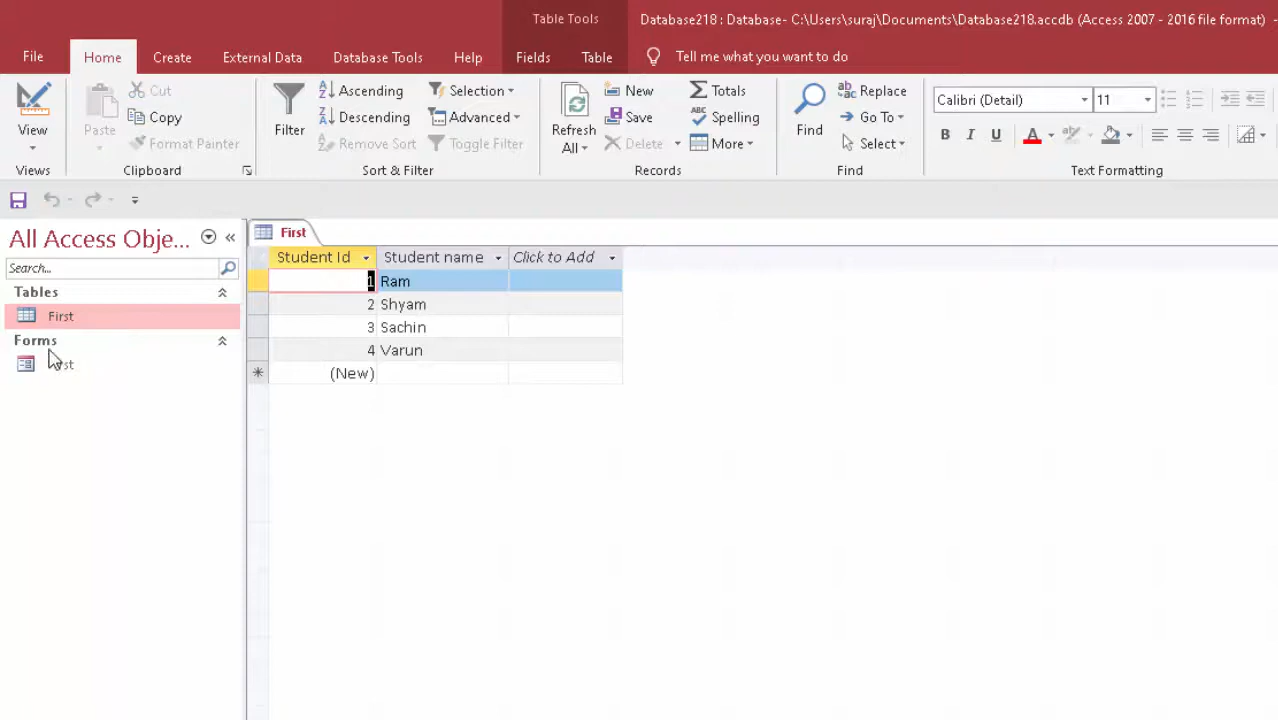 Table Tools
Database218 : Database- C:\Users\suraj\Documents\Database218.accdb (Access 2007 - 2016 file format) -
File Home Create External Data Database Tools Help Fields Table Tell me what you want to do
View
Views
Paste
Cut
Copy
Format Painter
Clipboard
Filter
Ascending
Descending
Remove Sort
Selection
Advanced
Toggle Filter
Sort & Filter
Refresh
All
New
Save
Delete
Totals
Spelling
More
Records
Find
Replace
Go To
Select
Find
Calibri (Detail) 11
B I U A
Text Formatting
All Access Obje...
Search...
Tables
First
Forms
First
Student Id Student name Click to Add
1 Ram
2 Shyam
3 Sachin
4 Varun
(New)